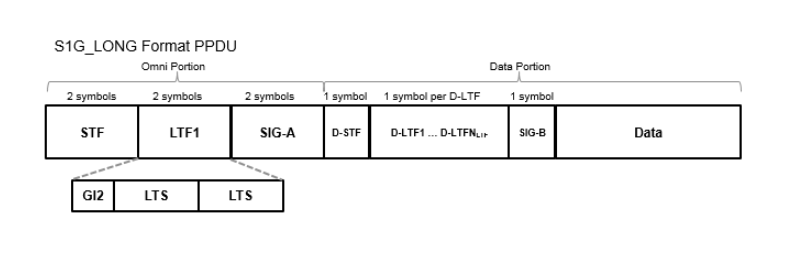 S1G_LONG Format PPDU
Omni Portion
Data Portion
2 symbols 2 symbols 2 symbols 1 symbol 1 symbol per D-LTF 1 symbol
STF LTF1 SIG-A D-STF D-LTF1 ... D-LTFN_LTF SIG-B Data
GI2 LTS LTS